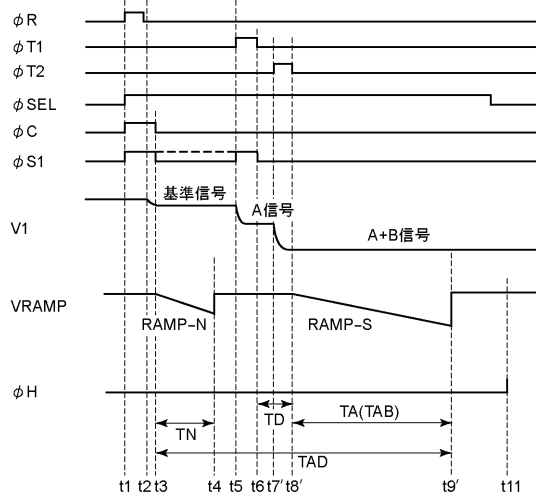 φR
φT1
φT2
φSEL
φC
φS1
基準信号
A信号
V1
A+B信号
VRAMP
RAMP-N
RAMP-S
φH
TN
TD
TA(TAB)
TAD
t1 t2 t3 t4 t5 t6 t7′ t8′ t9′ t11